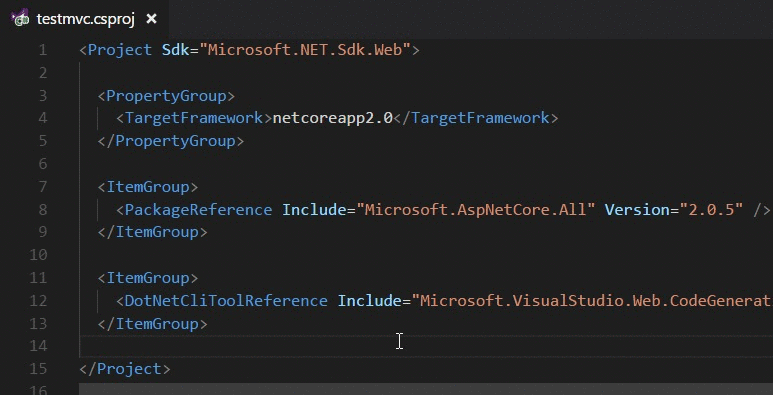 testmvc.csproj ×
1 <Project Sdk="Microsoft.NET.Sdk.Web">
2
3 <PropertyGroup>
4 <TargetFramework>netcoreapp2.0</TargetFramework>
5 </PropertyGroup>
6
7 <ItemGroup>
8 <PackageReference Include="Microsoft.AspNetCore.All" Version="2.0.5" />
9 </ItemGroup>
10
11 <ItemGroup>
12 <DotNetCliToolReference Include="Microsoft.VisualStudio.Web.CodeGenerat
13 </ItemGroup>
14
15 </Project>
16